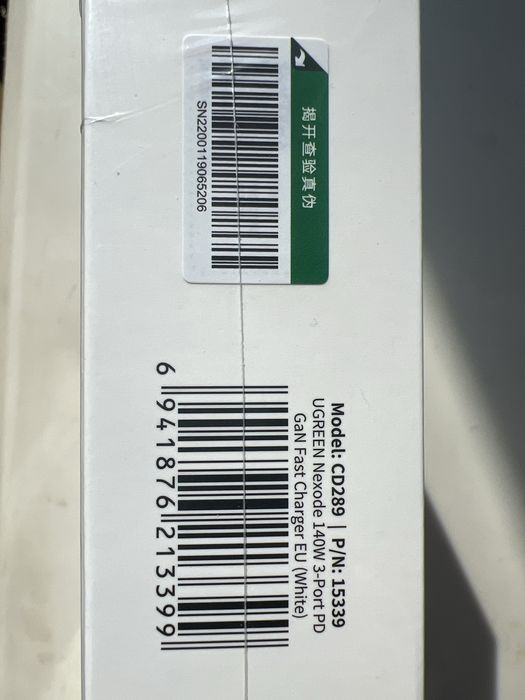 揭开查验真伪
SN2200119065206
Model: CD289 | P/N: 15339
UGREEN Nexode 140W 3-Port PD
GaN Fast Charger EU (White)
6 941876 213399